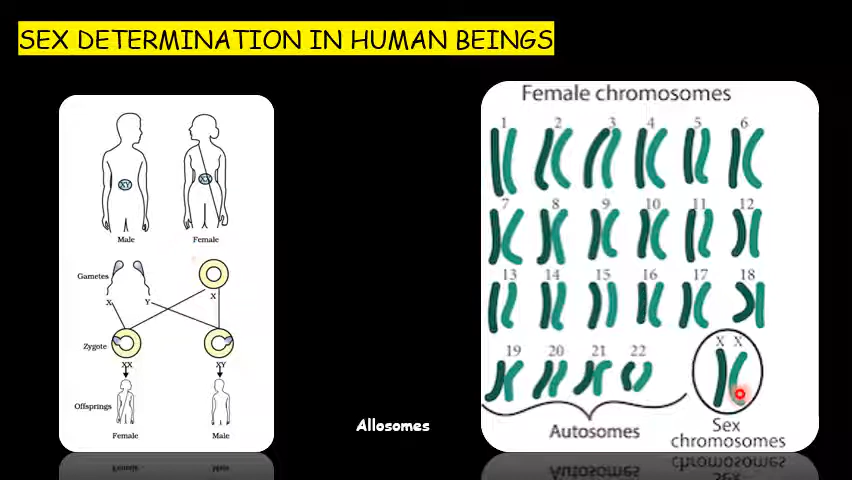 SEX DETERMINATION IN HUMAN BEINGS
XY
XX
Male Female
Gametes
X Y X
Zygote
XX XY
Offsprings
Female Male
Allosomes
Female chromosomes
1 2 3 4 5 6
7 8 9 10 11 12
13 14 15 16 17 18
19 20 21 22
X X
Autosomes
Sex
chromosomes